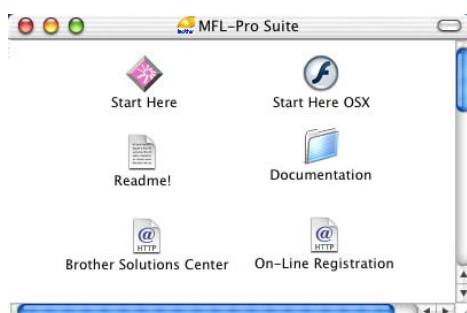 MFL-Pro Suite
Start Here
Start Here OSX
Readme!
Documentation
@
HTTP
@
HTTP
Brother Solutions Center
On-Line Registration